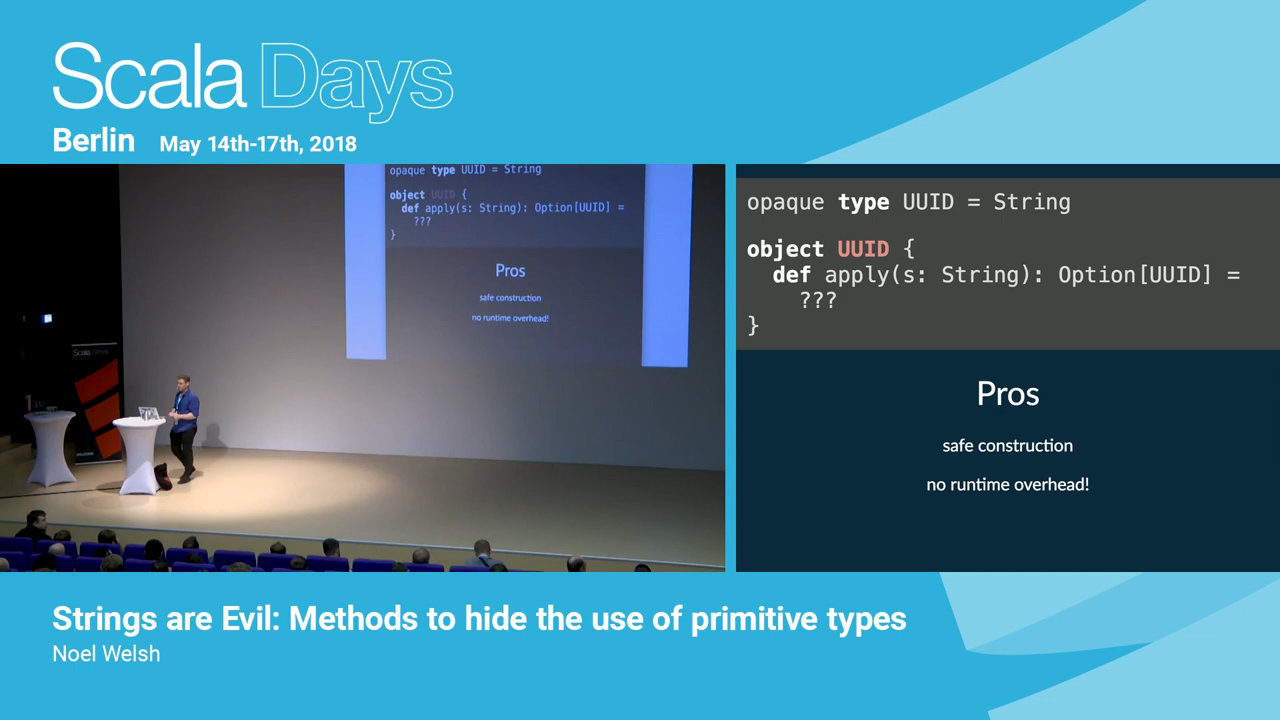 Scala Days
Berlin May 14th-17th, 2018
opaque type UUID = String
object UUID {
def apply(s: String): Option[UUID] =
???
}
Pros
safe construction
no runtime overhead!
Scala Days
opaque type UUID = String
object UUID {
def apply(s: String): Option[UUID] =
???
}
Pros
safe construction
no runtime overhead!
Strings are Evil: Methods to hide the use of primitive types
Noel Welsh